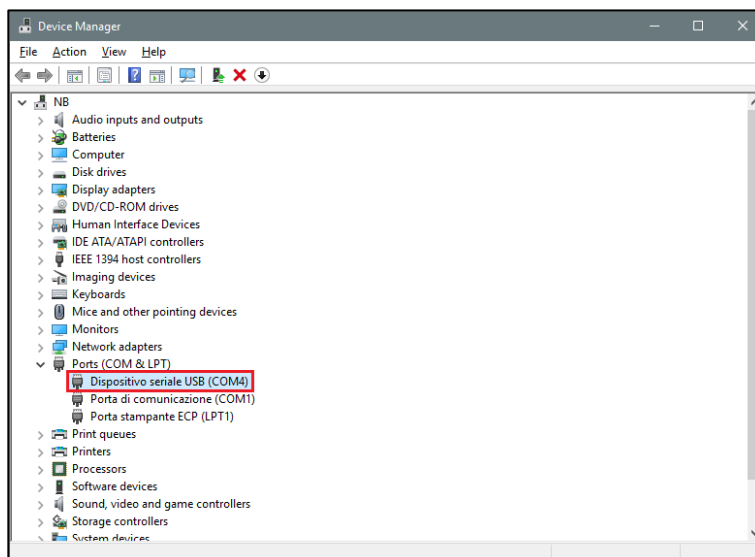 Device Manager
File Action View Help
NB
Audio inputs and outputs
Batteries
Computer
Disk drives
Display adapters
DVD/CD-ROM drives
Human Interface Devices
IDE ATA/ATAPI controllers
IEEE 1394 host controllers
Imaging devices
Keyboards
Mice and other pointing devices
Monitors
Network adapters
Ports (COM & LPT)
Dispositivo seriale USB (COM4)
Porta di comunicazione (COM1)
Porta stampante ECP (LPT1)
Print queues
Printers
Processors
Software devices
Sound, video and game controllers
Storage controllers
System devices